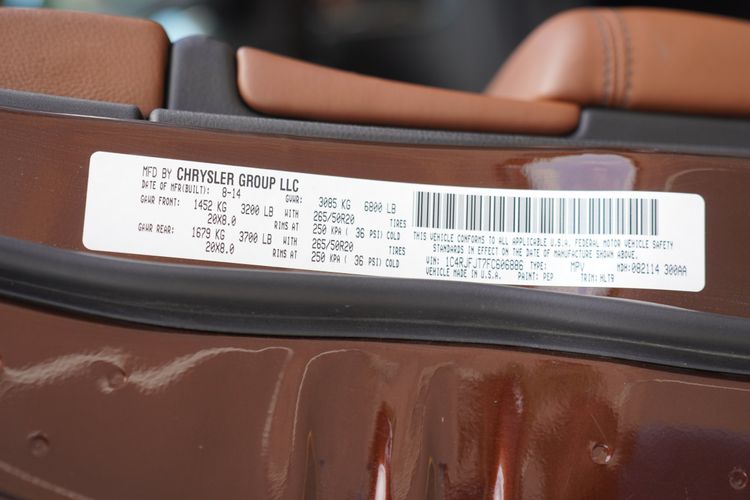 MFD BY CHRYSLER GROUP LLC
DATE OF MFR(BUILT): 8-14 GVWR: 3085 KG 6800 LB
GAWR FRONT: 1452 KG 3200 LB WITH 265/50R20 TIRES
20X8.0 RIMS AT 250 KPA ( 36 PSI) COLD
GAWR REAR: 1679 KG 3700 LB WITH 265/50R20 TIRES
20X8.0 RIMS AT 250 KPA ( 36 PSI) COLD
THIS VEHICLE CONFORMS TO ALL APPLICABLE U.S.A. FEDERAL MOTOR VEHICLE SAFETY
STANDARDS IN EFFECT ON THE DATE OF MANUFACTURE SHOWN ABOVE.
VIN: 1C4RJFJT7FC606886 TYPE: MPV MDH: 082114 300AA
VEHICLE MADE IN U.S.A. PAINT: PEP TRIM: HLT9